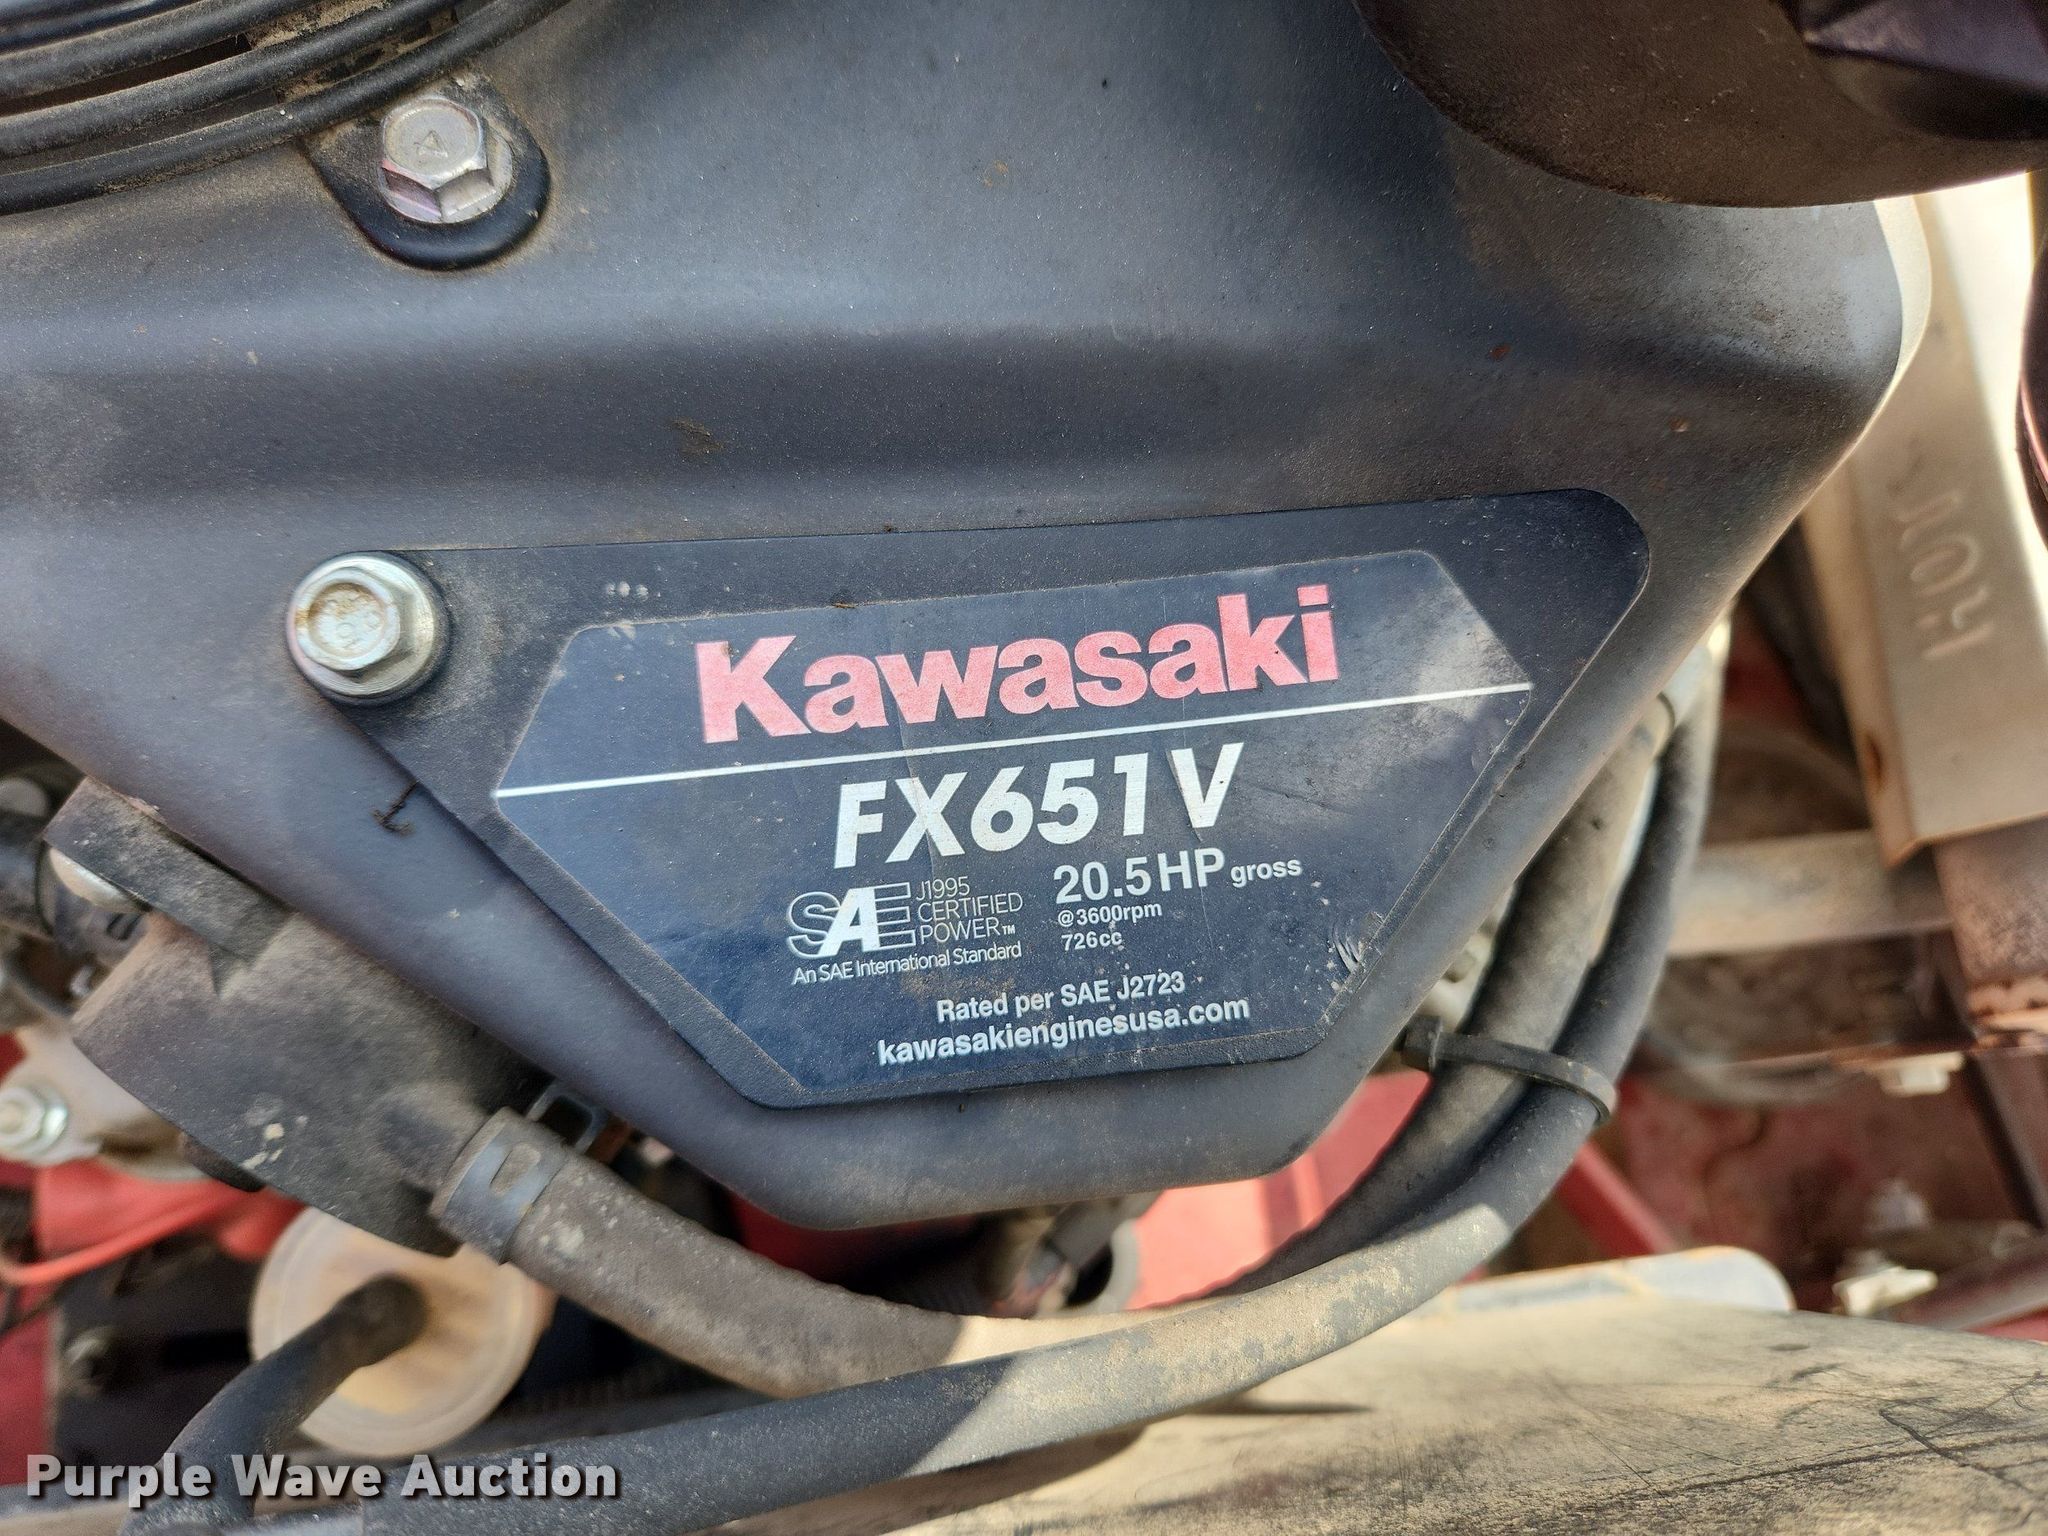 Kawasaki
FX651V
SAE J1995
CERTIFIED
POWER™
An SAE International Standard
20.5HP gross
@3600rpm
726cc
Rated per SAE J2723
kawasakienginesusa.com
Purple Wave Auction